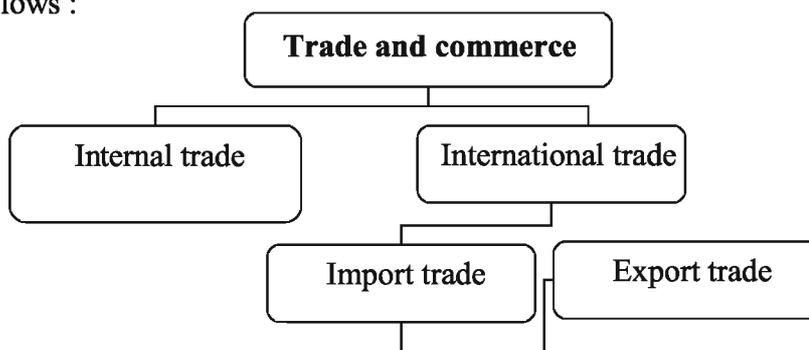 lows :
Trade and commerce
Internal trade
International trade
Import trade
Export trade